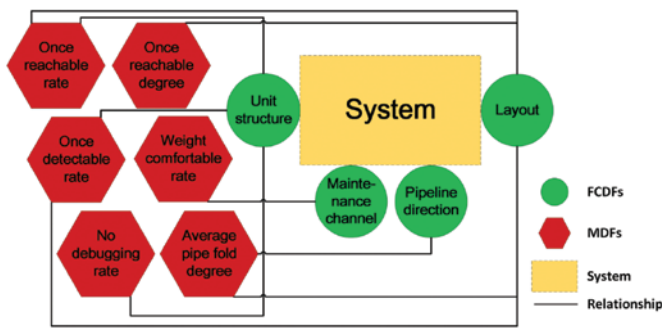 Once
reachable
rate
Once
reachable
degree
Unit
structure
System
Layout
Once
detectable
rate
Weight
comfortable
rate
Mainte-
nance
channel
Pipeline
direction
No
debugging
rate
Average
pipe fold
degree
FCDFs
MDFs
System
Relationship